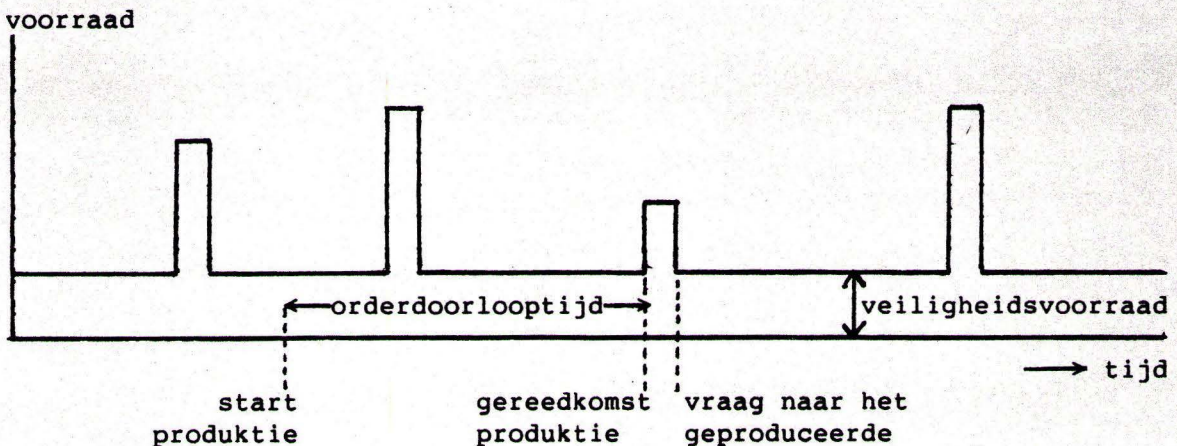 voorraad
orderdoorlooptijd
veiligheidsvoorraad
tijd
start
produktie
gereedkomst
produktie
vraag naar het
geproduceerde